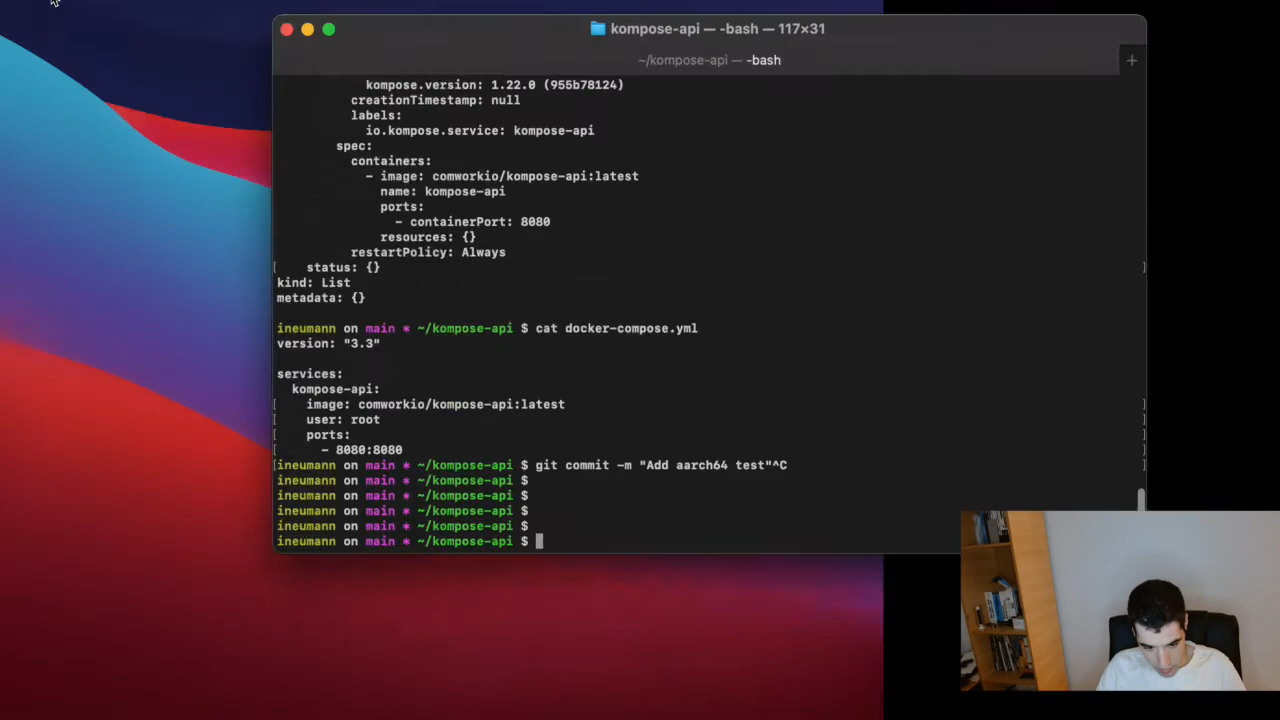 kompose-api — -bash — 117×31
~/kompose-api — -bash
kompose.version: 1.22.0 (955b78124)
creationTimestamp: null
labels:
io.kompose.service: kompose-api
spec:
containers:
- image: comworkio/kompose-api:latest
name: kompose-api
ports:
- containerPort: 8080
resources: {}
restartPolicy: Always
[ status: {} ]
kind: List
metadata: {}
ineumann on main * ~/kompose-api $ cat docker-compose.yml
version: "3.3"
services:
kompose-api:
[ image: comworkio/kompose-api:latest ]
[ user: root ]
[ ports: ]
[ - 8080:8080 ]
[ineumann on main * ~/kompose-api $ git commit -m "Add aarch64 test"^C ]
ineumann on main * ~/kompose-api $
ineumann on main * ~/kompose-api $
ineumann on main * ~/kompose-api $
ineumann on main * ~/kompose-api $
ineumann on main * ~/kompose-api $